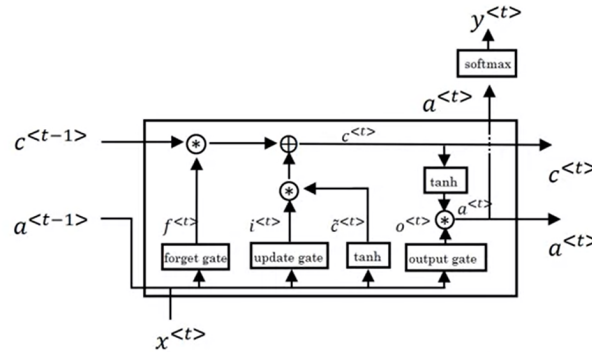 y<t>
softmax
a<t>
c<t-1>
c<t>
c<t>
tanh
a<t-1>
f<t>
i<t>
c̃<t>
o<t>
a<t>
a<t>
forget gate
update gate
tanh
output gate
x<t>